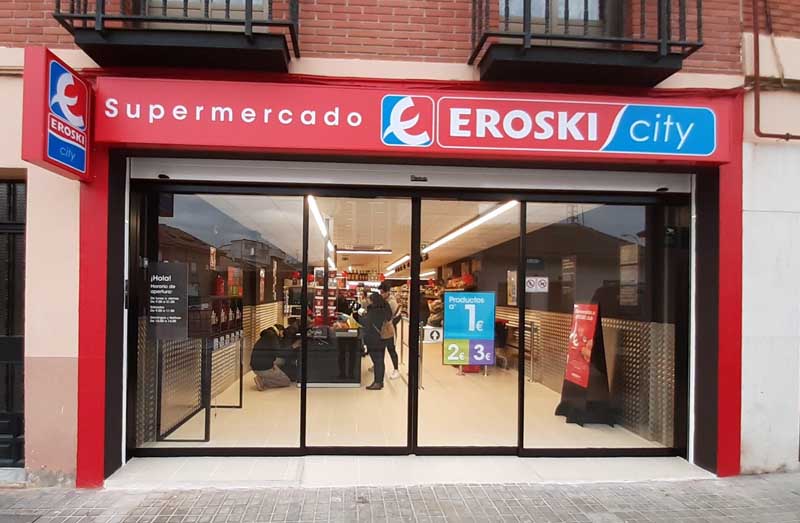 Supermercado EROSKI city
EROSKI
city
¡Hola!
Horario de
apertura:
Productos
a
1€
2€ 3€